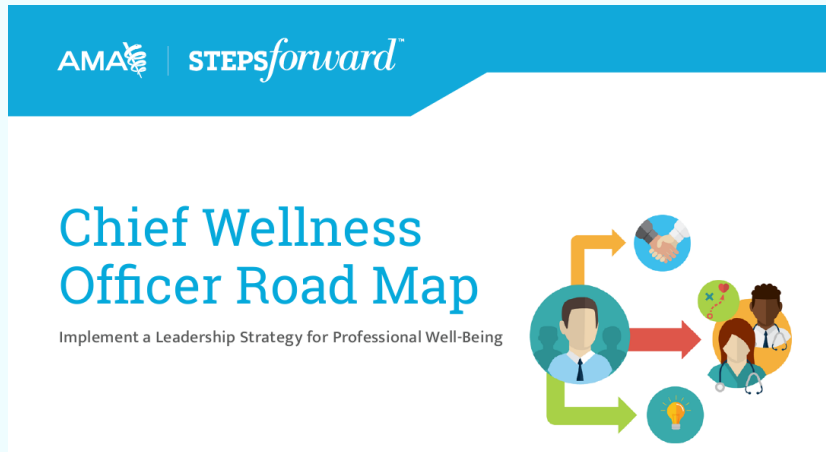 AMA
STEPSforward™
Chief Wellness
Officer Road Map
Implement a Leadership Strategy for Professional Well-Being